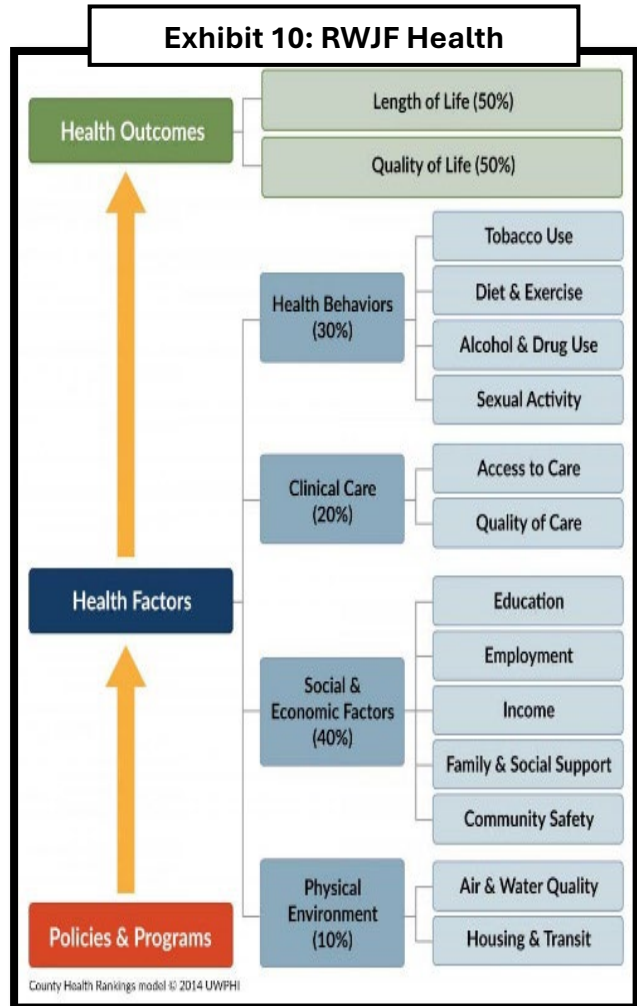 Exhibit 10: RWJF Health
Health Outcomes
Length of Life (50%)
Quality of Life (50%)
Health Factors
Health Behaviors
(30%)
Tobacco Use
Diet & Exercise
Alcohol & Drug Use
Sexual Activity
Clinical Care
(20%)
Access to Care
Quality of Care
Social &
Economic Factors
(40%)
Education
Employment
Income
Family & Social Support
Community Safety
Physical
Environment
(10%)
Air & Water Quality
Housing & Transit
Policies & Programs
County Health Rankings model © 2014 UWPHI